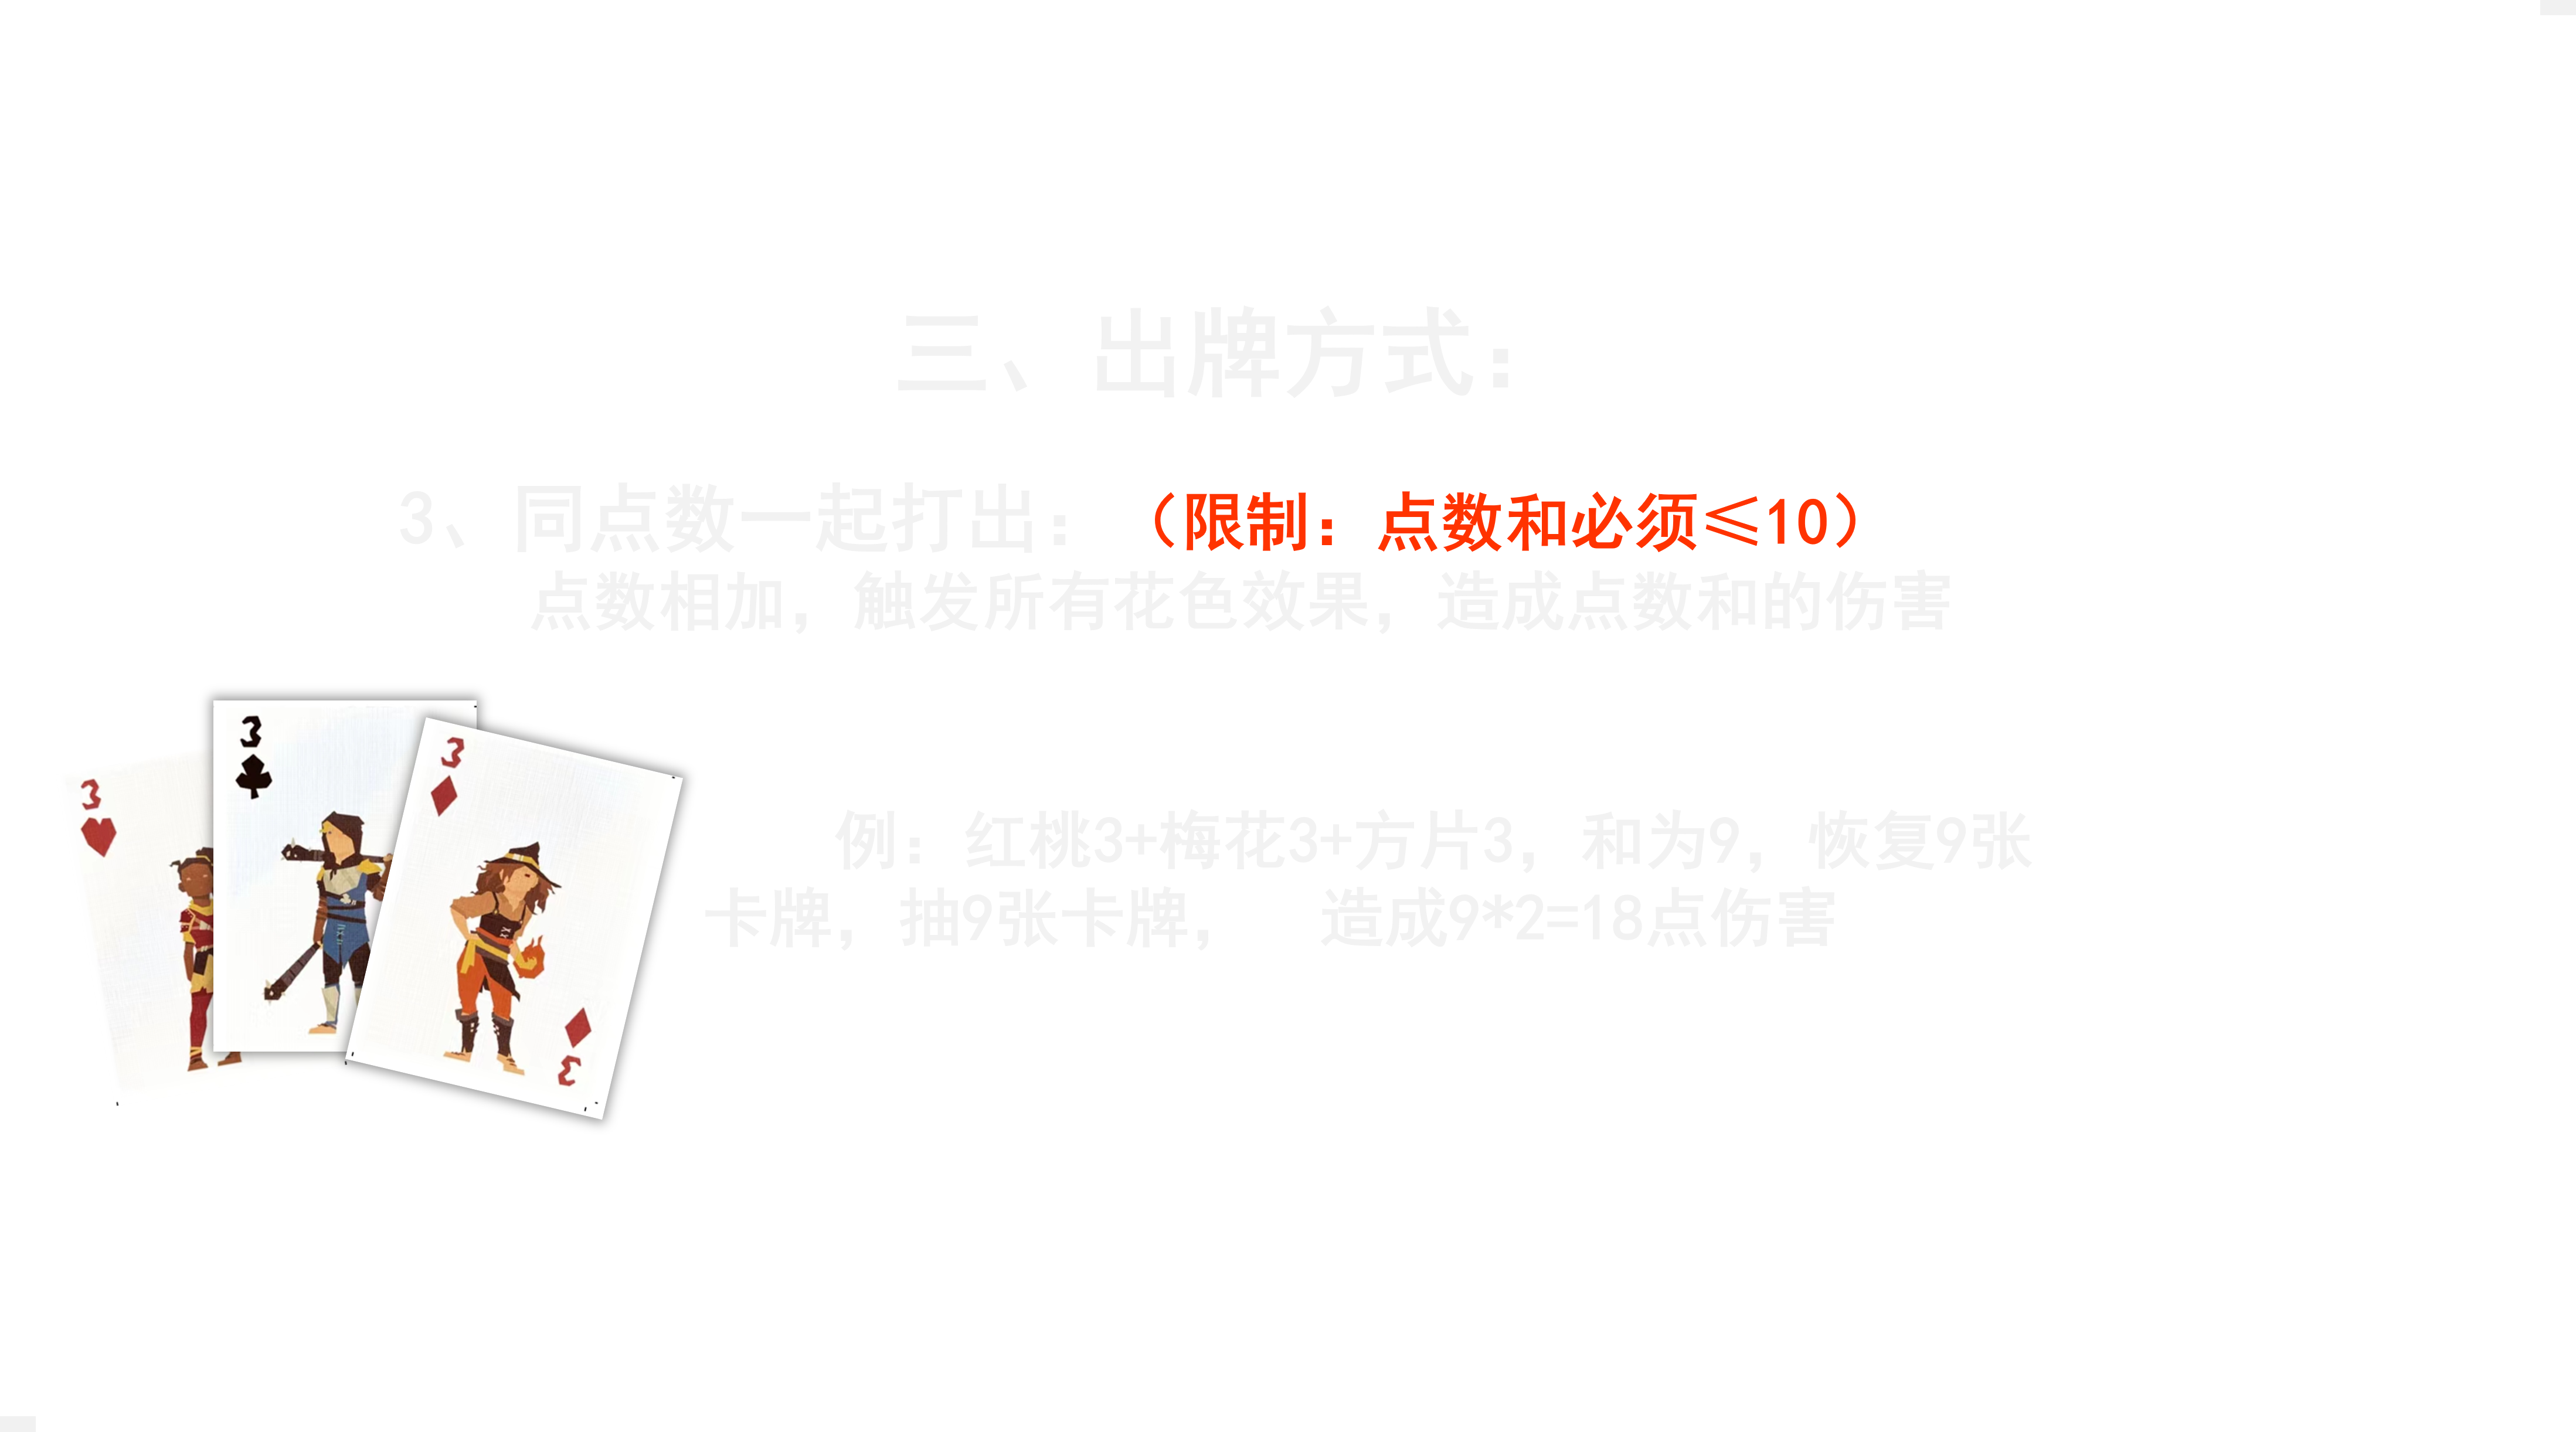 三、出牌方式：
3、同点数一起打出：（限制：点数和必须≤10）
点数相加，触发所有花色效果，造成点数和的伤害
3
3
3
3
例：红桃3+梅花3+方片3，和为9，恢复9张
卡牌，抽9张卡牌， 造成9*2=18点伤害